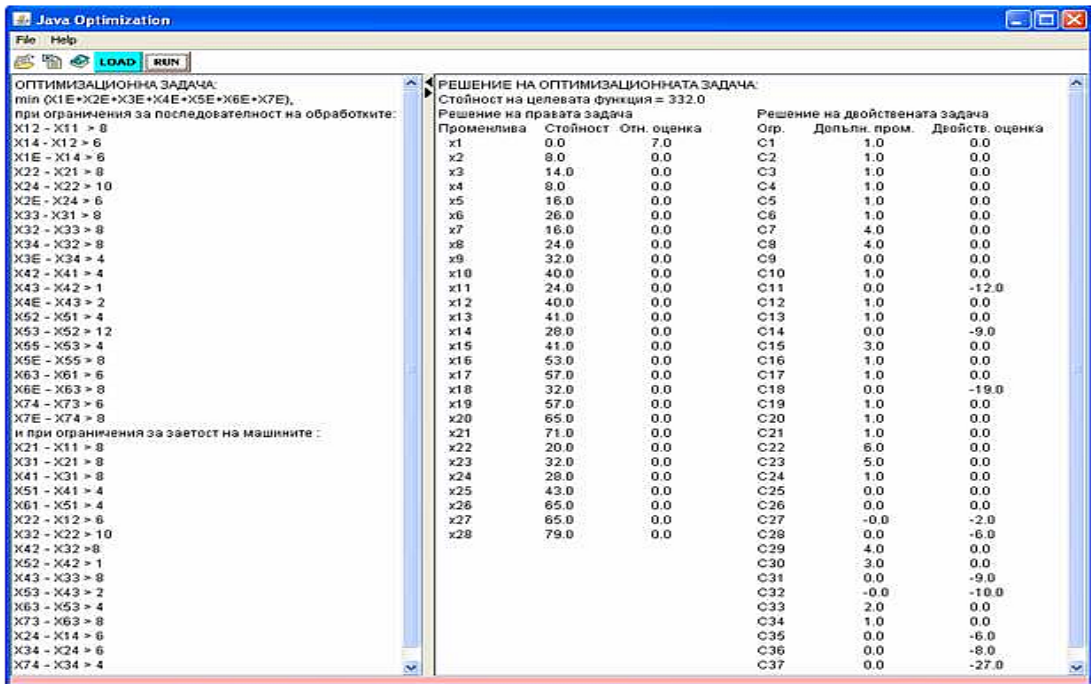 Java Optimization
File Help
LOAD RUN
ОПТИМИЗАЦИОННА ЗАДАЧА:
min (X1E+X2E+X3E+X4E+X5E+X6E+X7E),
при ограничения за последователност на обработките:
X12 - X11 > 8
X14 - X12 > 6
X1E - X14 > 6
X22 - X21 > 8
X24 - X22 > 10
X2E - X24 > 6
X33 - X31 > 8
X32 - X33 > 8
X34 - X32 > 8
X3E - X34 > 4
X42 - X41 > 4
X43 - X42 > 1
X4E - X43 > 2
X52 - X51 > 4
X53 - X52 > 12
X55 - X53 > 4
X5E - X55 > 8
X63 - X61 > 6
X6E - X63 > 8
X74 - X73 > 6
X7E - X74 > 8
и при ограничения за заетост на машините :
X21 - X11 > 8
X31 - X21 > 8
X41 - X31 > 8
X51 - X41 > 4
X61 - X51 > 4
X22 - X12 > 6
X32 - X22 > 10
X42 - X32 >8
X52 - X42 > 1
X43 - X33 > 8
X53 - X43 > 2
X63 - X53 > 4
X73 - X63 > 8
X24 - X14 > 6
X34 - X24 > 6
X74 - X34 > 4
РЕШЕНИЕ НА ОПТИМИЗАЦИОННАТА ЗАДАЧА:
Стойност на целевата функция = 332.0
Решение на правата задача Решение на двойствената задача
Променлива Стойност Отн. оценка Огр. Допълн. пром. Двойств. оценка
x1 0.0 7.0 C1 1.0 0.0
x2 8.0 0.0 C2 1.0 0.0
x3 14.0 0.0 C3 1.0 0.0
x4 8.0 0.0 C4 1.0 0.0
x5 16.0 0.0 C5 1.0 0.0
x6 26.0 0.0 C6 1.0 0.0
x7 16.0 0.0 C7 4.0 0.0
x8 24.0 0.0 C8 4.0 0.0
x9 32.0 0.0 C9 0.0 0.0
x10 40.0 0.0 C10 1.0 0.0
x11 24.0 0.0 C11 0.0 -12.0
x12 40.0 0.0 C12 1.0 0.0
x13 41.0 0.0 C13 1.0 0.0
x14 28.0 0.0 C14 0.0 -9.0
x15 41.0 0.0 C15 3.0 0.0
x16 53.0 0.0 C16 1.0 0.0
x17 57.0 0.0 C17 1.0 0.0
x18 32.0 0.0 C18 0.0 -19.0
x19 57.0 0.0 C19 1.0 0.0
x20 65.0 0.0 C20 1.0 0.0
x21 71.0 0.0 C21 1.0 0.0
x22 20.0 0.0 C22 6.0 0.0
x23 32.0 0.0 C23 5.0 0.0
x24 28.0 0.0 C24 1.0 0.0
x25 43.0 0.0 C25 0.0 0.0
x26 65.0 0.0 C26 0.0 0.0
x27 65.0 0.0 C27 -0.0 -2.0
x28 79.0 0.0 C28 0.0 -6.0
C29 4.0 0.0
C30 3.0 0.0
C31 0.0 -9.0
C32 -0.0 -10.0
C33 2.0 0.0
C34 1.0 0.0
C35 0.0 -6.0
C36 0.0 -8.0
C37 0.0 -27.0